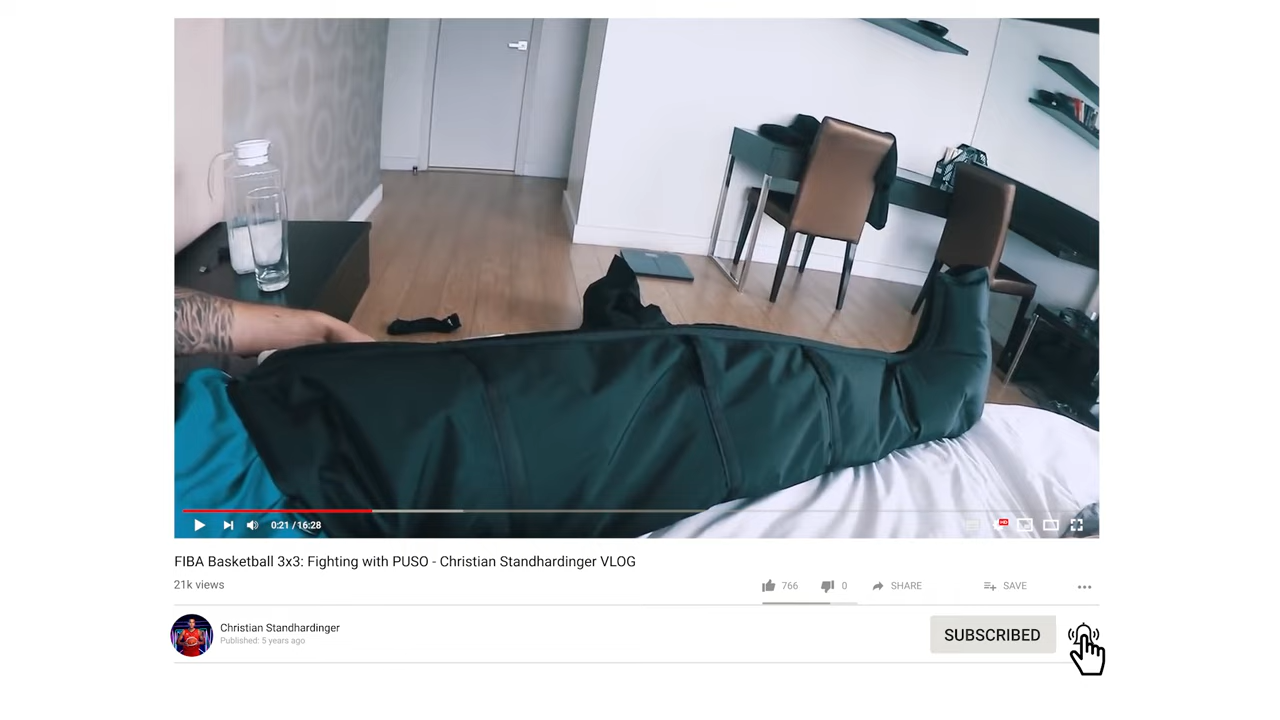 0:21 / 16:28
HD
FIBA Basketball 3x3: Fighting with PUSO - Christian Standhardinger VLOG
21k views
766
0
SHARE
SAVE
Christian Standhardinger
Published: 5 years ago
SUBSCRIBED